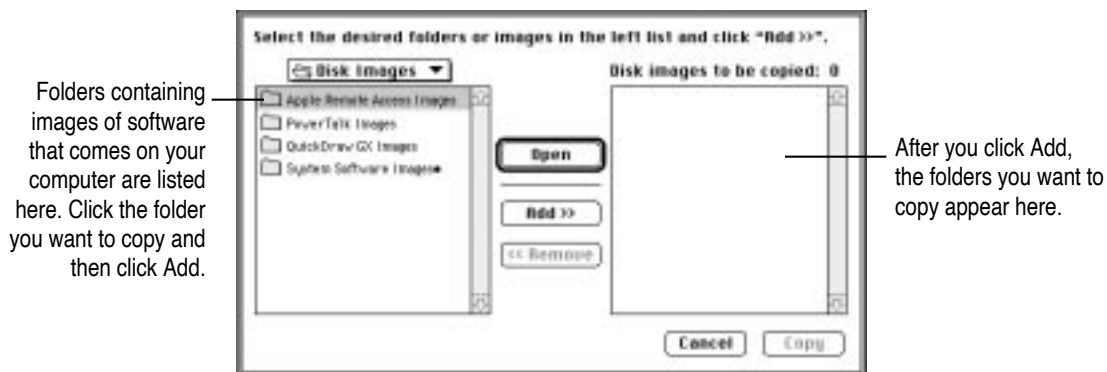 Select the desired folders or images in the left list and click “Add >>”.
Disk Images
Disk images to be copied: 0
Apple Remote Access Images
PowerTalk Images
QuickDraw GX Images
System Software Images•
Open
Add >>
<< Remove
Cancel
Copy
Folders containing
images of software
that comes on your
computer are listed
here. Click the folder
you want to copy and
then click Add.
After you click Add,
the folders you want to
copy appear here.